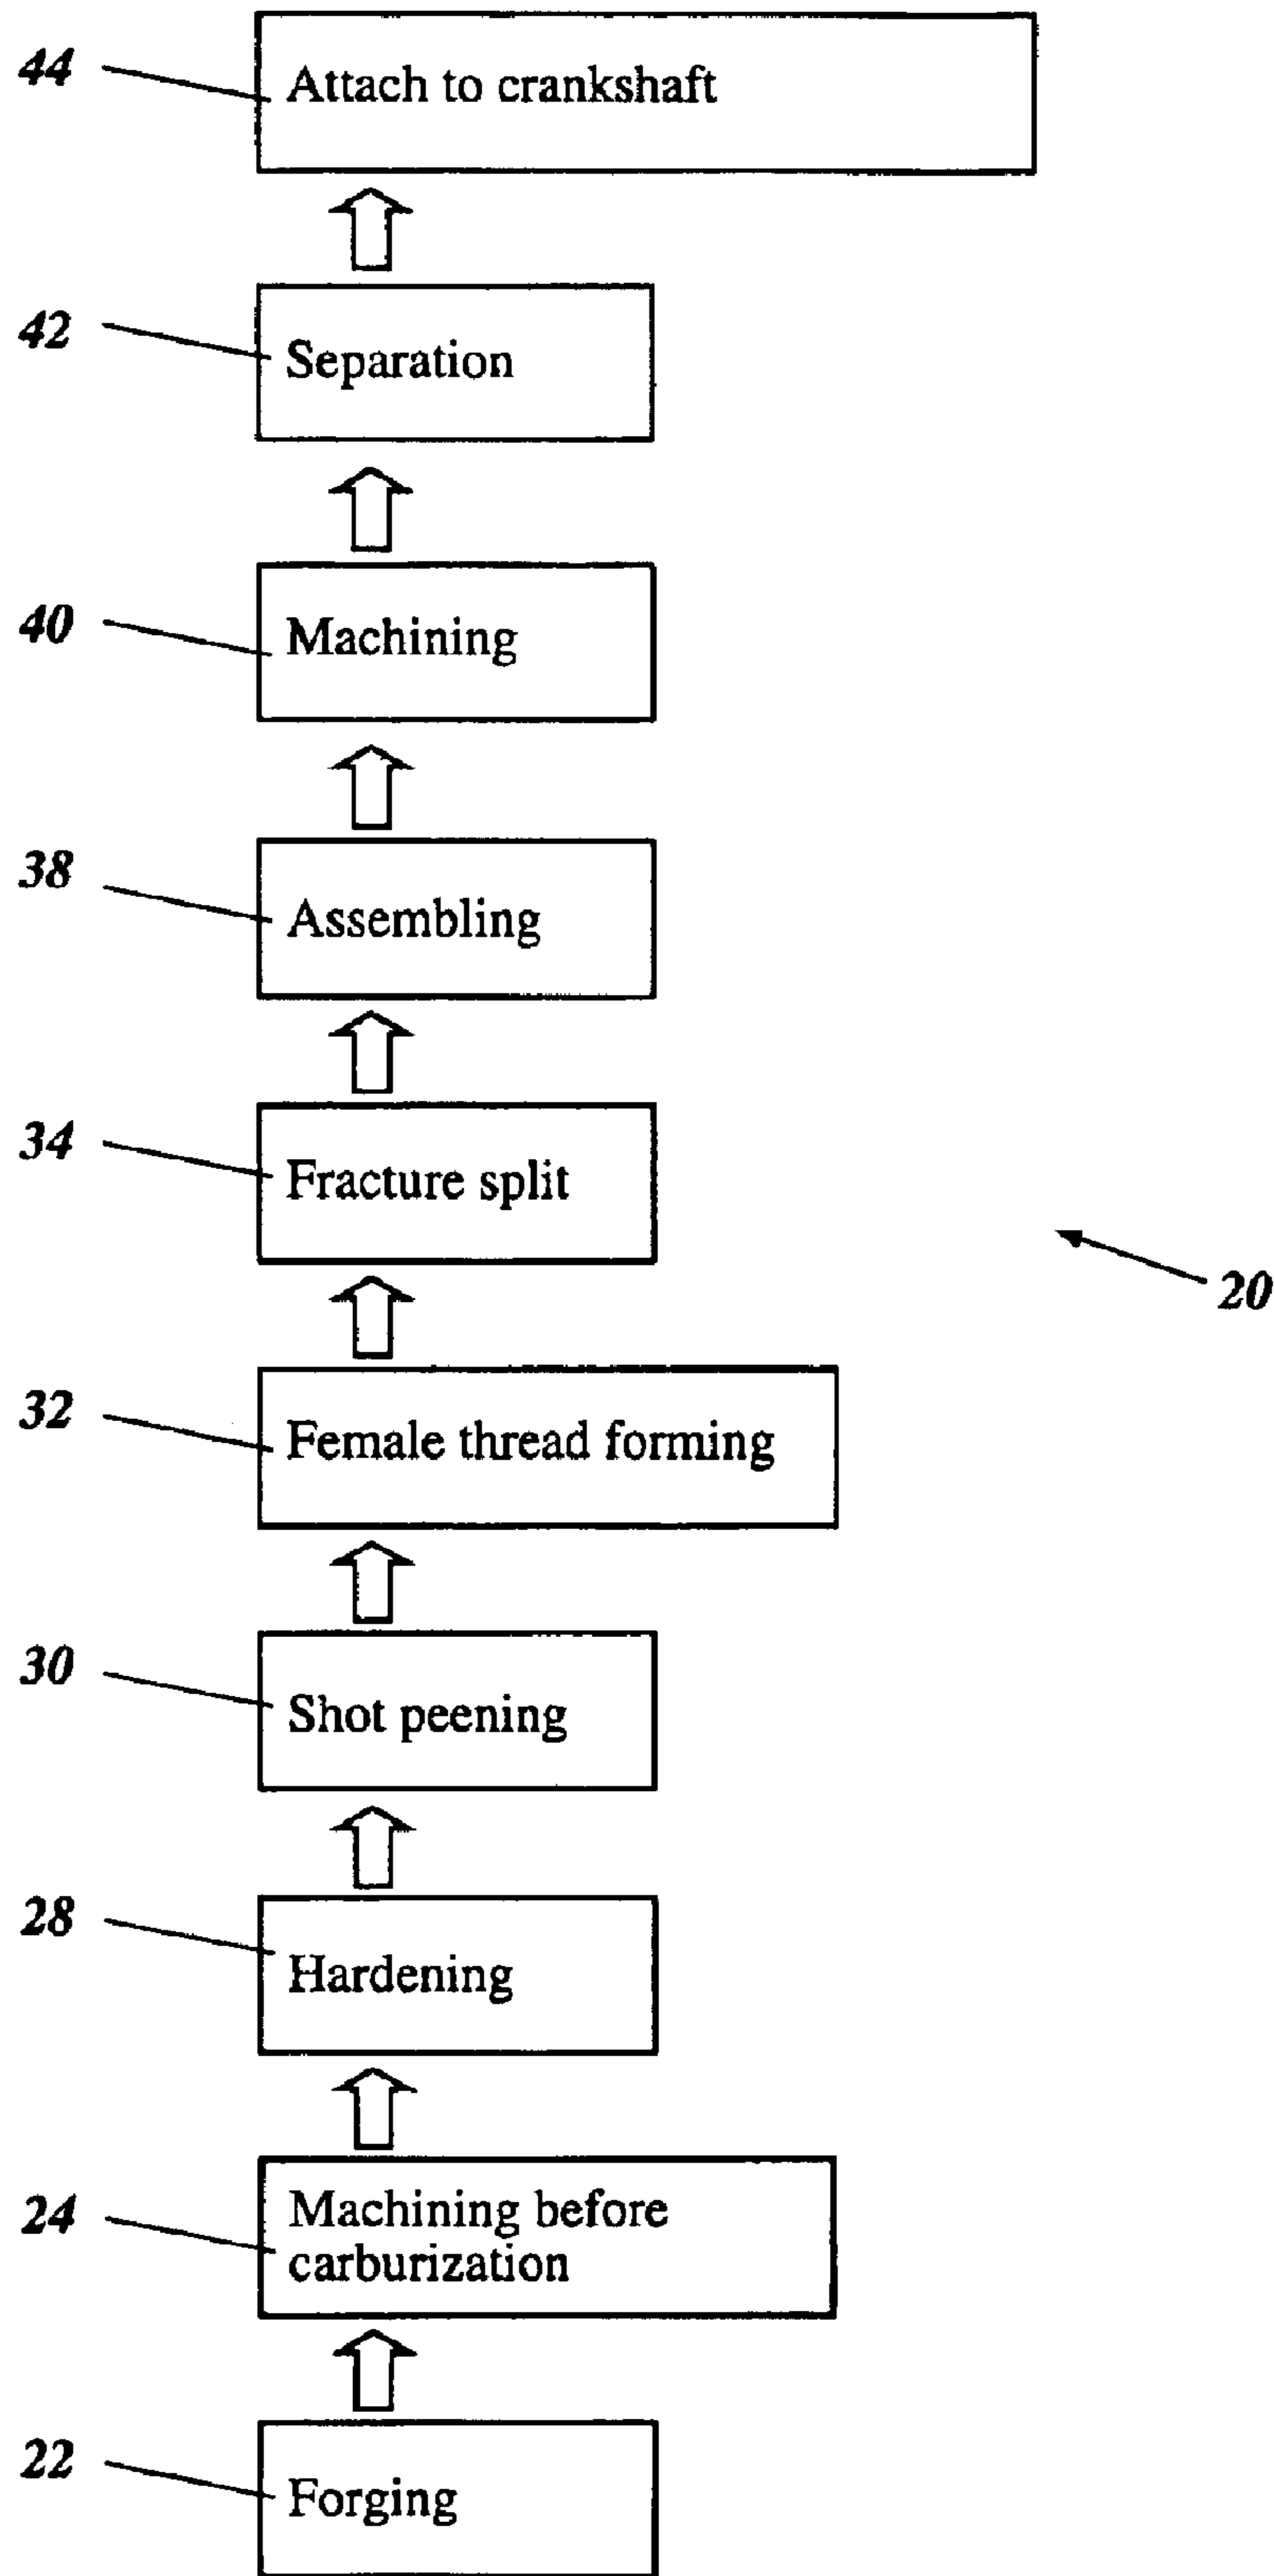 44
Attach to crankshaft
42
Separation
40
Machining
38
Assembling
34
Fracture split
20
32
Female thread forming
30
Shot peening
28
Hardening
24
Machining before
carburization
22
Forging